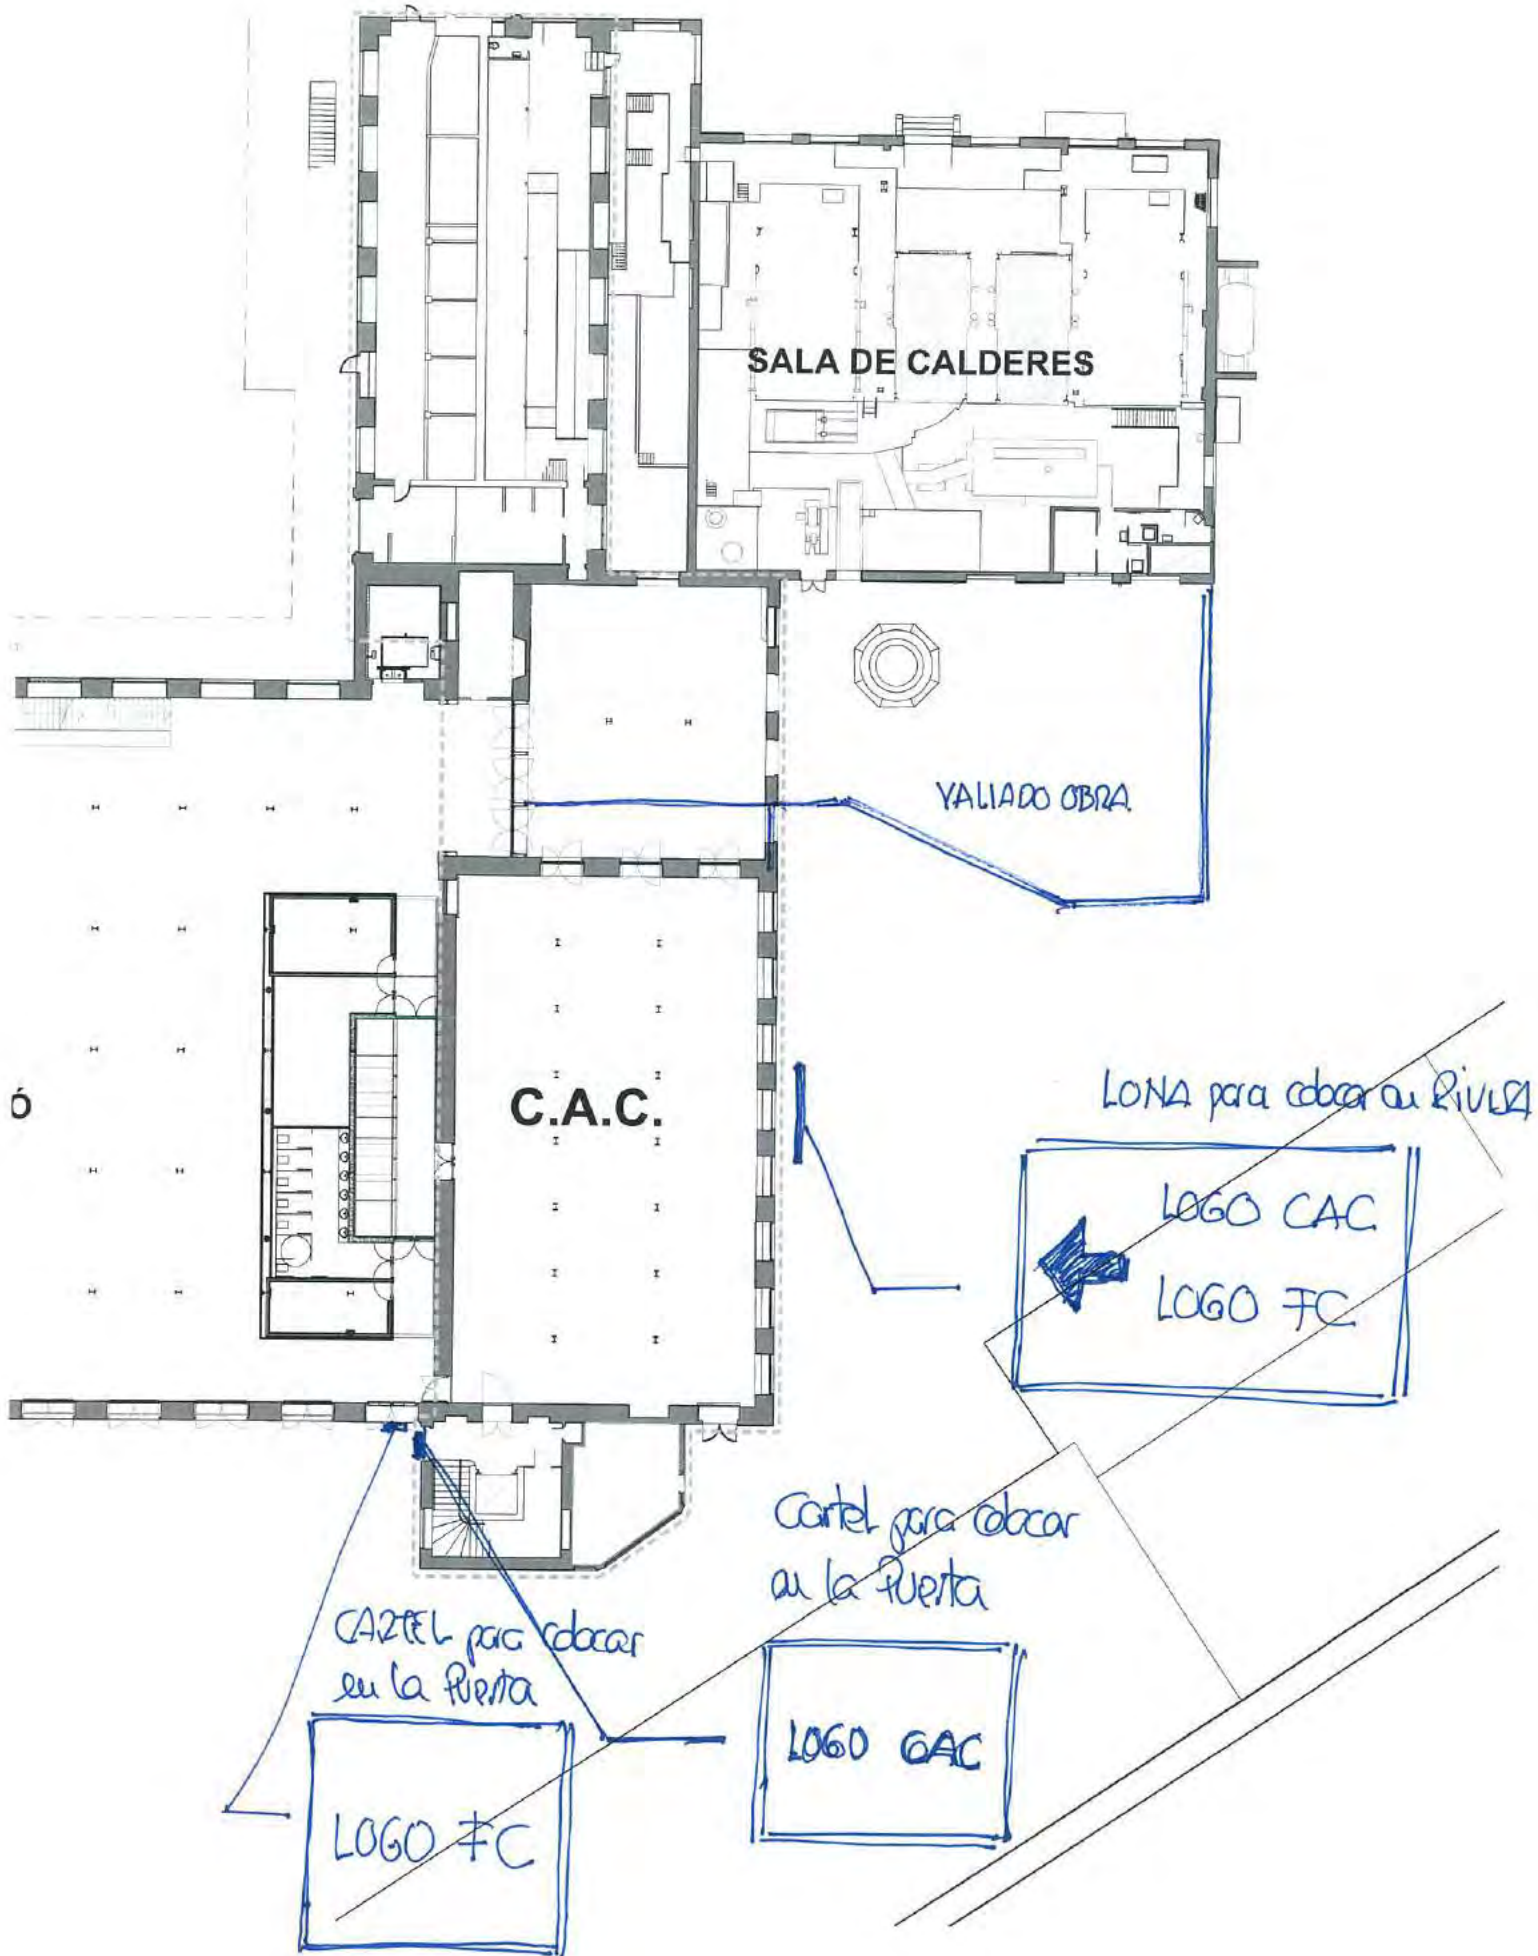 SALA DE CALDERES
VALLADO OBRA
Ó
C.A.C.
LONA para colocar en RIVISA
LOGO CAC
LOGO FC
Cartel para colocar
en la Puerta
CARTEL para colocar
en la Puerta
LOGO CAC
LOGO FC